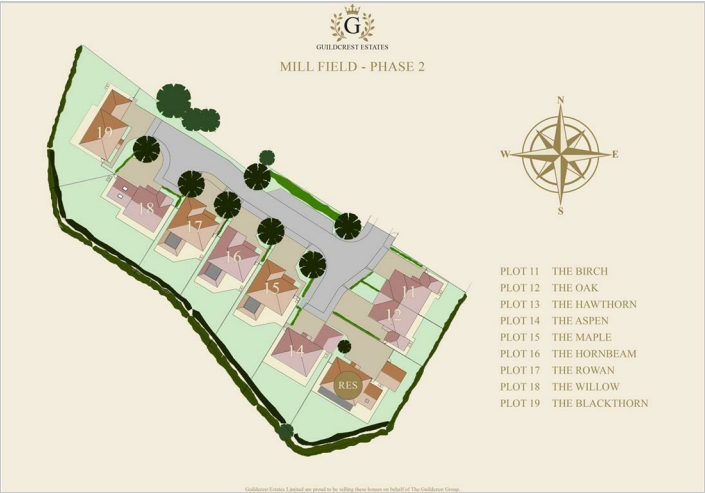 G
GUILDCREST ESTATES
MILL FIELD - PHASE 2
N
W E
S
19
18
17
16
15
14
11
12
RES
PLOT 11 THE BIRCH
PLOT 12 THE OAK
PLOT 13 THE HAWTHORN
PLOT 14 THE ASPEN
PLOT 15 THE MAPLE
PLOT 16 THE HORNBEAM
PLOT 17 THE ROWAN
PLOT 18 THE WILLOW
PLOT 19 THE BLACKTHORN
Guildcrest Estates Limited are proud to be selling these homes on behalf of The Guildcrest Group.